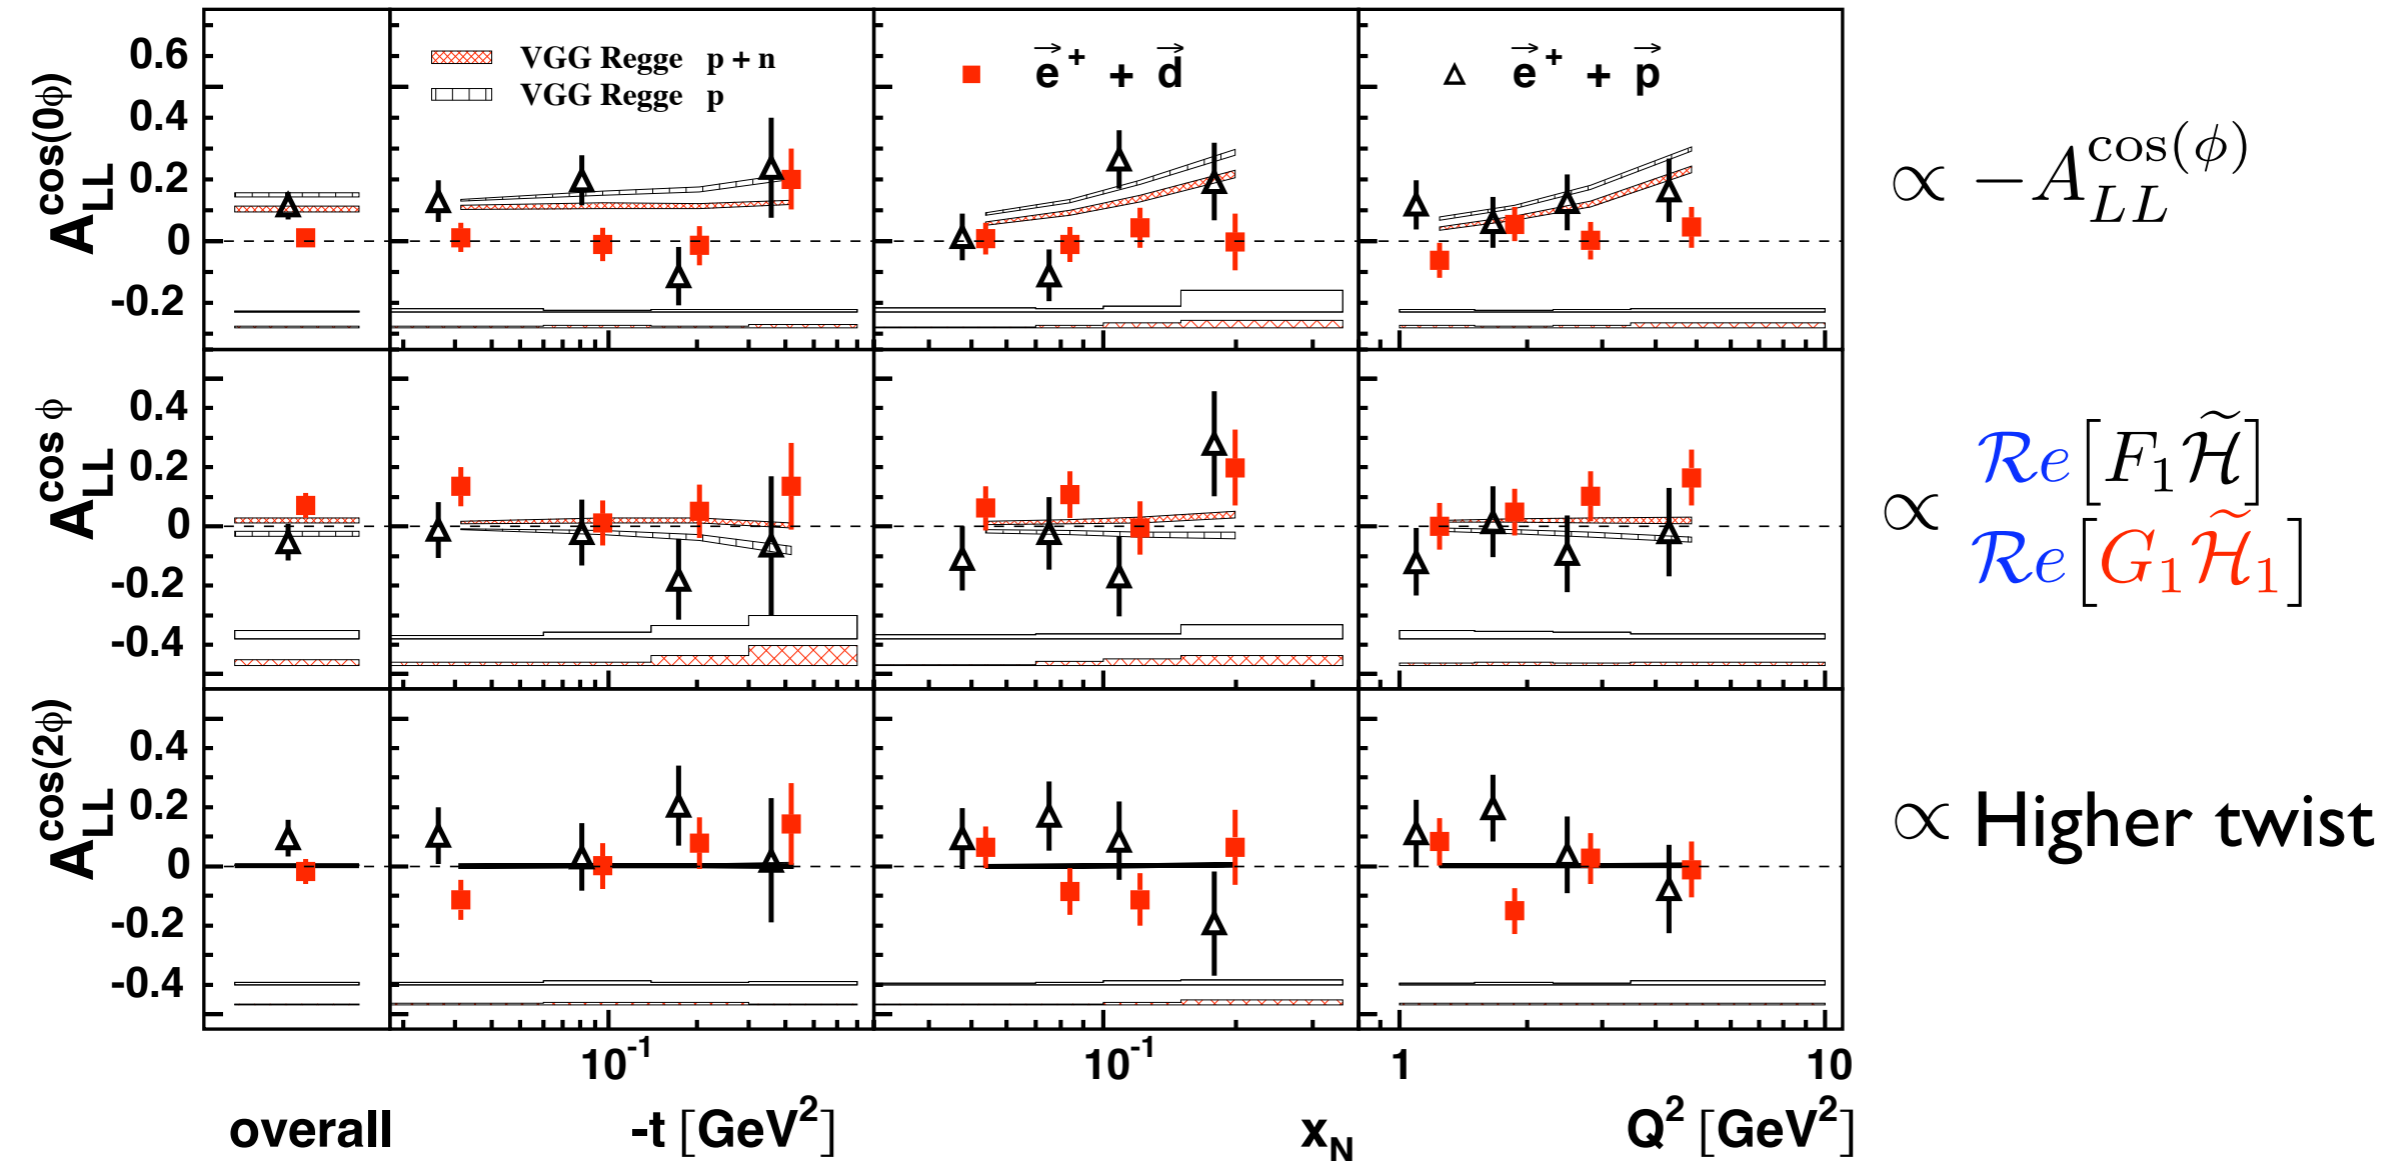 VGG Regge p + n
VGG Regge p
e⃗⁺ + d⃗
e⃗⁺ + p⃗
A_LL^cos(0ϕ)
0.6
0.4
0.2
0
-0.2
∝ −A_LL^cos(ϕ)
A_LL^cos ϕ
0.4
0.2
0
-0.2
-0.4
∝
Re[F₁H̃]
Re[G₁H̃₁]
A_LL^cos(2ϕ)
0.4
0.2
0
-0.2
-0.4
∝ Higher twist
10⁻¹
10⁻¹
1
10
overall
-t [GeV²]
x_N
Q² [GeV²]